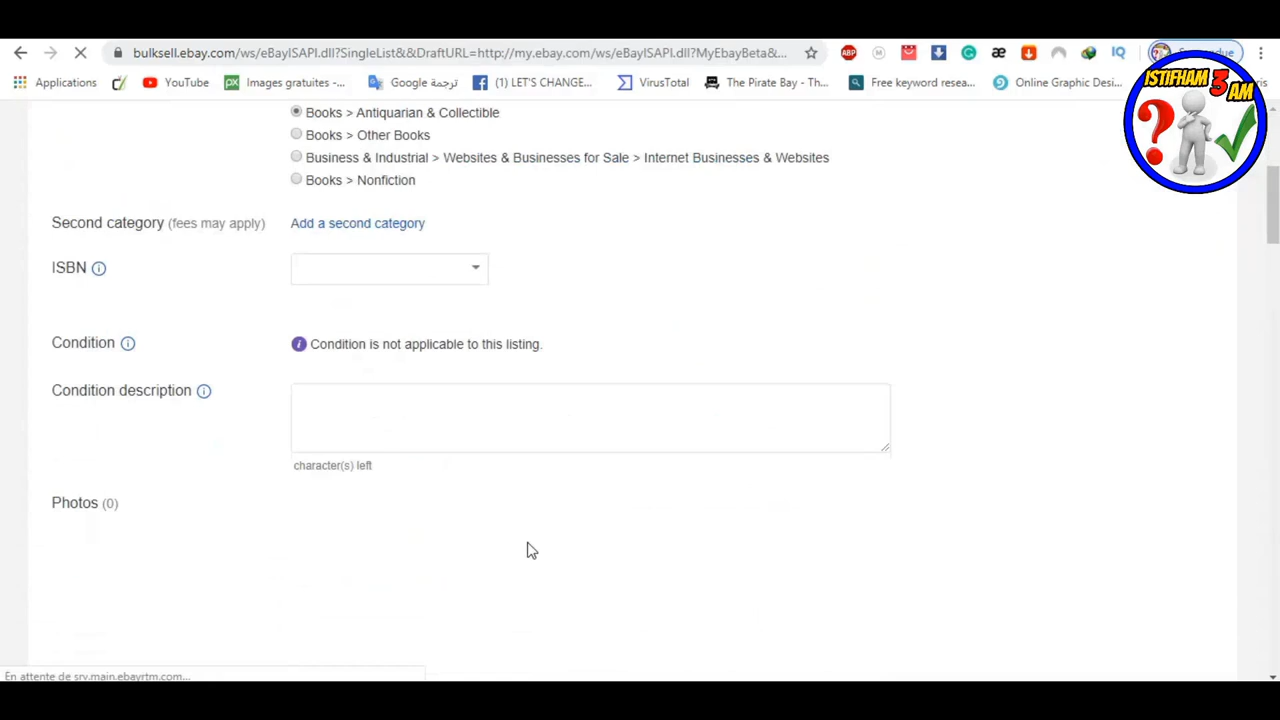 bulksell.ebay.com/ws/eBayISAPI.dll?SingleList&&DraftURL=http://my.ebay.com/ws/eBayISAPI.dll?MyEbayBeta&...
Applications
YouTube
Images gratuites -...
ترجمة Google
(1) LET'S CHANGE...
VirusTotal
The Pirate Bay - Th...
Free keyword resea...
Online Graphic Desi...
ISTIFHAM 3 AM
Books > Antiquarian & Collectible
Books > Other Books
Business & Industrial > Websites & Businesses for Sale > Internet Businesses & Websites
Books > Nonfiction
Second category (fees may apply) Add a second category
ISBN
Condition Condition is not applicable to this listing.
Condition description
character(s) left
Photos (0)
En attente de srv.main.ebayrtm.com...